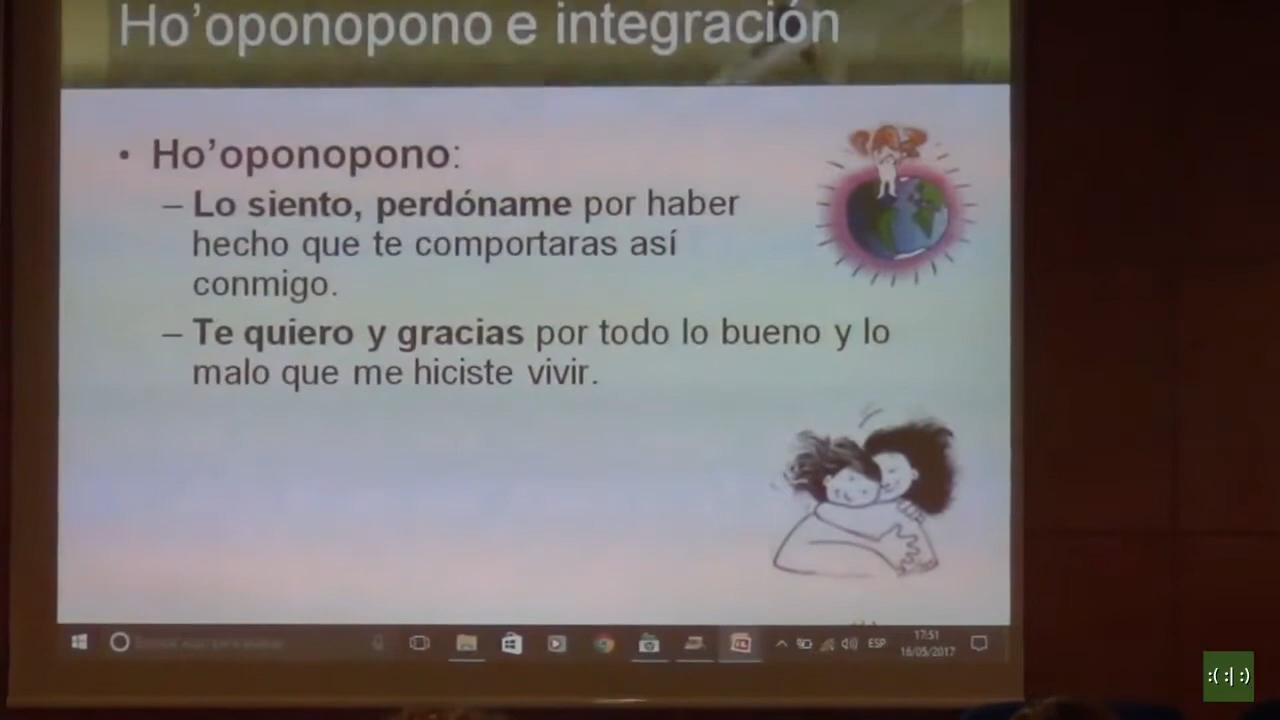 Ho’oponopono e integración
• Ho’oponopono:
– Lo siento, perdóname por haber
hecho que te comportaras así
conmigo.
– Te quiero y gracias por todo lo bueno y lo
malo que me hiciste vivir.
ESP
17:51
16/05/2017
:( :| :)